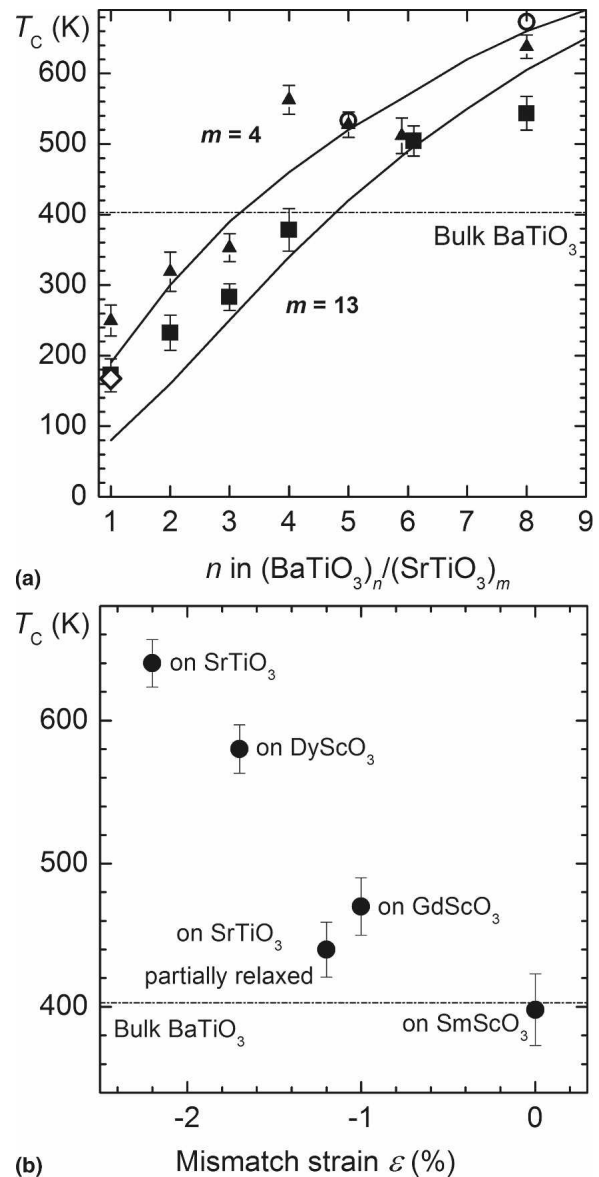 T_C (K)
600
500
400
300
200
100
0
m = 4
m = 13
Bulk BaTiO₃
1 2 3 4 5 6 7 8 9
n in (BaTiO₃)ₙ/(SrTiO₃)ₘ
(a)
T_C (K)
600
500
400
on SrTiO₃
on DyScO₃
on GdScO₃
on SrTiO₃
partially relaxed
on SmScO₃
Bulk BaTiO₃
-2 -1 0
Mismatch strain ε (%)
(b)